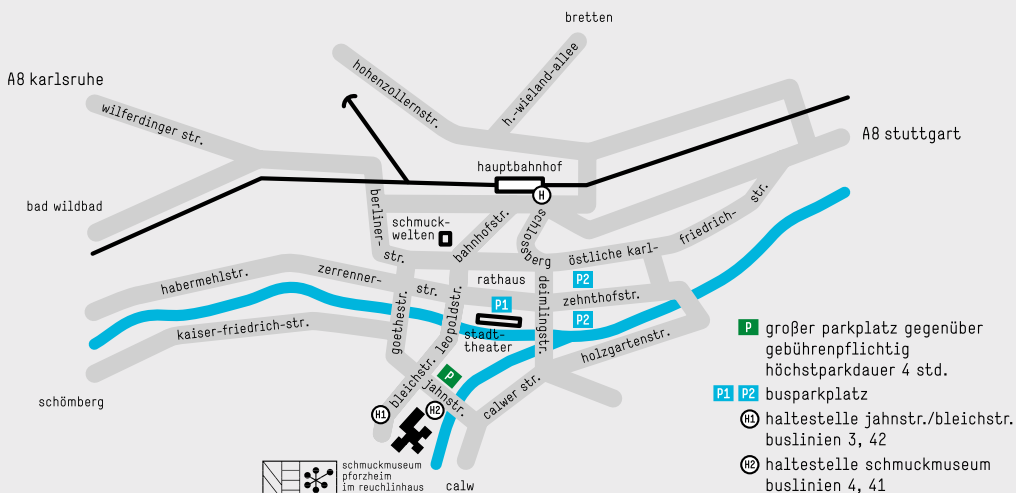 bretten
A8 karlsruhe
hohenzollernstr.
h.-wieland-allee
wilferdinger str.
A8 stuttgart
hauptbahnhof
H
bad wildbad
berliner-
str.
schmuck-
welten
bahnhofstr.
schloss
berg
östliche karl-
friedrich-
str.
habermehlstr.
zerrenner-
str.
rathaus
P1
P2
zehnthofstr.
P2
deimlingstr.
goethestr.
leopoldstr.
stadt-
theater
kaiser-friedrich-str.
holzgartenstr.
schömberg
bleichstr.
P
jahnstr.
calwer str.
H1
H2
schmuckmuseum
pforzheim
im reuchlinhaus
calw
P großer parkplatz gegenüber
gebührenpflichtig
höchstparkdauer 4 std.
P1 P2 busparkplatz
H1 haltestelle jahnstr./bleichstr.
buslinien 3, 42
H2 haltestelle schmuckmuseum
buslinien 4, 41